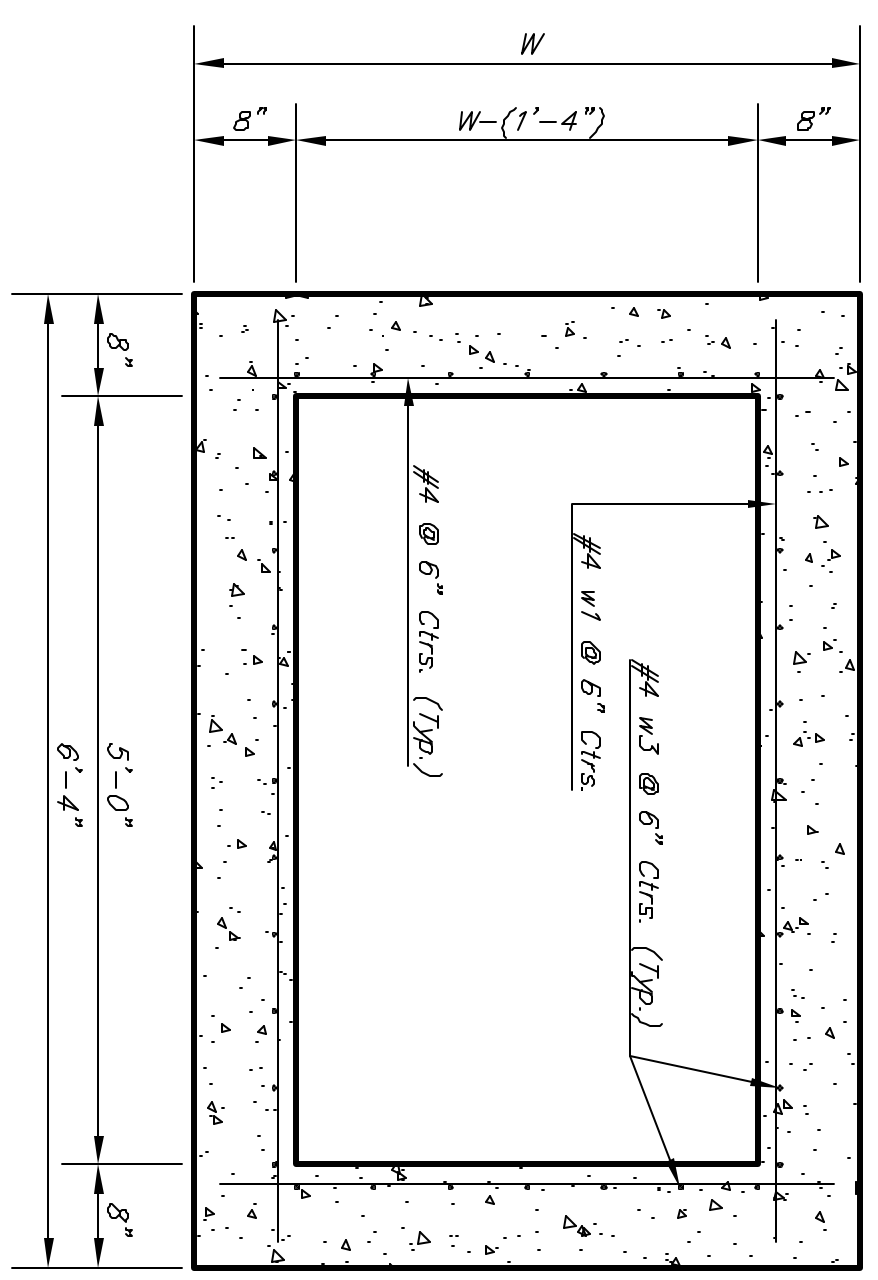 W
8"
W-(1'-4")
8"
8"
#4 @ 6" Ctrs. (Typ.)
#4 w1 @ 6" Ctrs.
#4 w3 @ 6" Ctrs. (Typ.)
5'-0"
6'-4"
8"